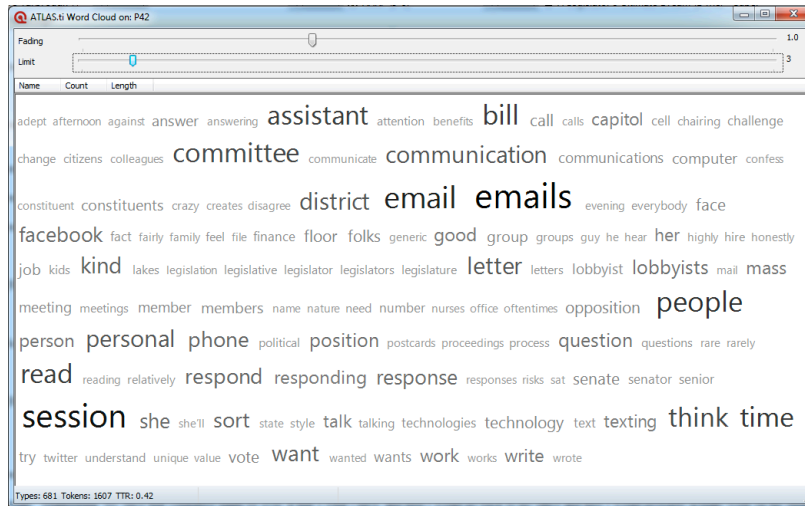 ATLAS.ti Word Cloud on: P42
Fading 1.0
Limit 3
Name Count Length
adept afternoon against answer answering assistant attention benefits bill call calls capitol cell chairing challenge
change citizens colleagues committee communicate communication communications computer confess
constituent constituents crazy creates disagree district email emails evening everybody face
facebook fact fairly family feel file finance floor folks generic good group groups guy he hear her highly hire honestly
job kids kind lakes legislation legislative legislator legislators legislature letter letters lobbyist lobbyists mail mass
meeting meetings member members name nature need number nurses office oftentimes opposition people
person personal phone political position postcards proceedings process question questions rare rarely
read reading relatively respond responding response responses risks sat senate senator senior
session she she'll sort state style talk talking technologies technology text texting think time
try twitter understand unique value vote want wanted wants work works write wrote
Types: 681 Tokens: 1607 TTR: 0.42